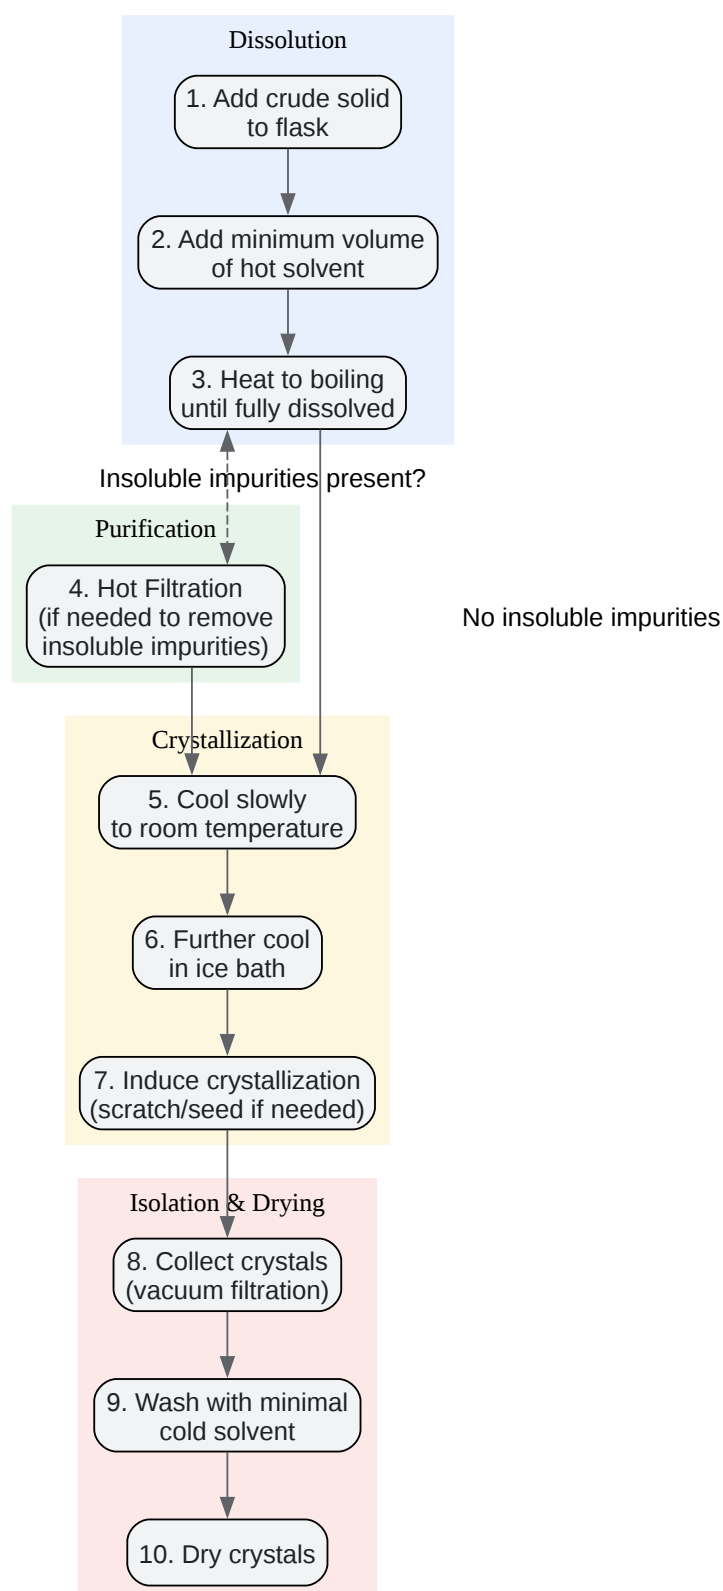 Dissolution
1. Add crude solid
to flask
2. Add minimum volume
of hot solvent
3. Heat to boiling
until fully dissolved
Insoluble impurities present?
Purification
4. Hot Filtration
(if needed to remove
insoluble impurities)
No insoluble impurities
Crystallization
5. Cool slowly
to room temperature
6. Further cool
in ice bath
7. Induce crystallization
(scratch/seed if needed)
Isolation & Drying
8. Collect crystals
(vacuum filtration)
9. Wash with minimal
cold solvent
10. Dry crystals